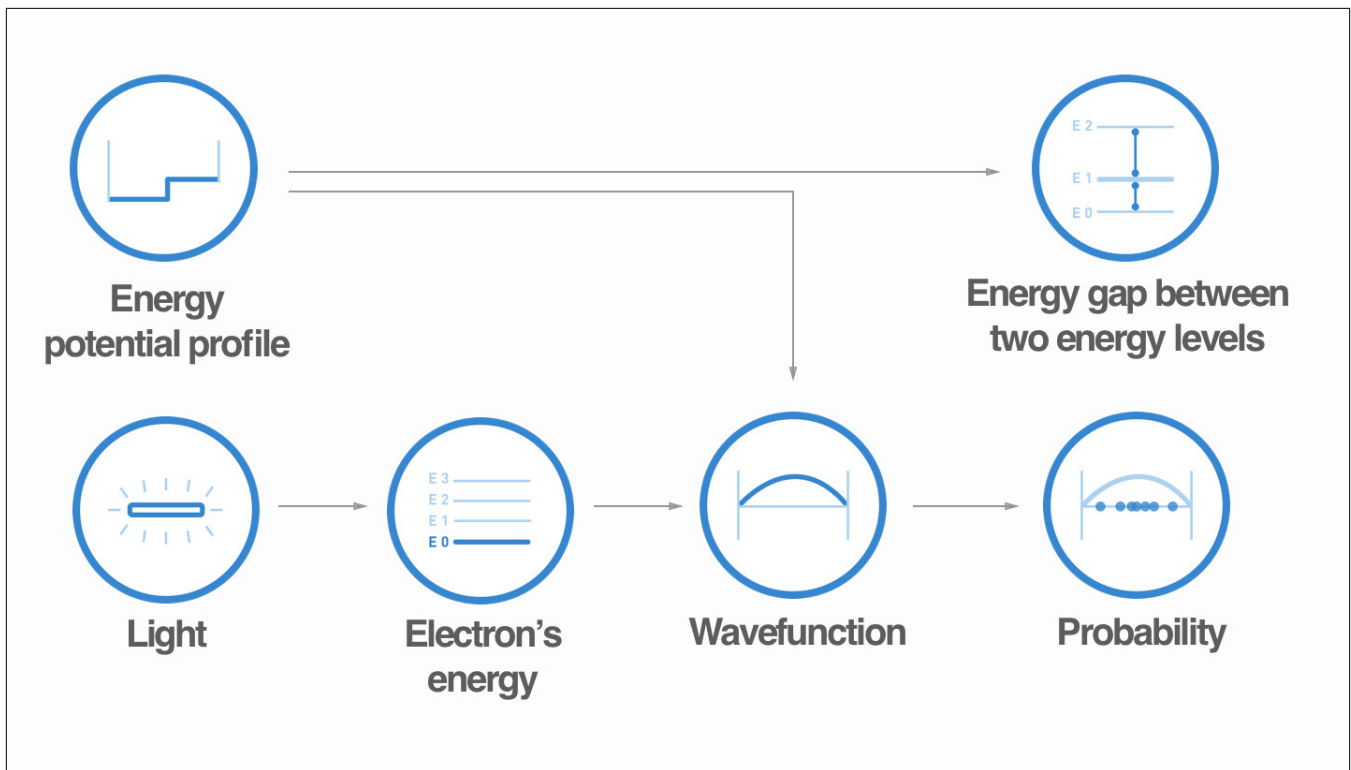 E 2
E 1
E 0
Energy
potential profile
Energy gap between
two energy levels
E 3
E 2
E 1
E 0
Light
Electron's
energy
Wavefunction
Probability